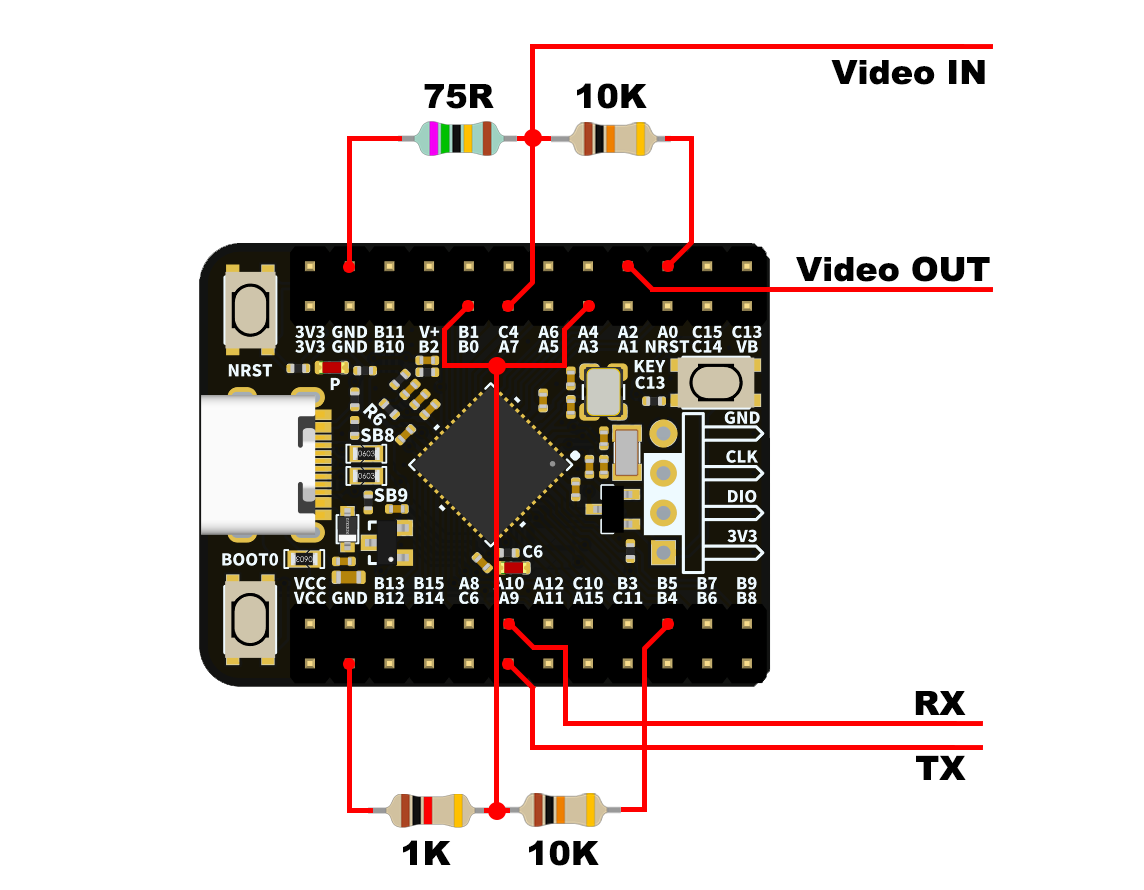 Video IN
75R 10K
Video OUT
3V3 GND B11 V+ B1 C4 A6 A4 A2 A0 C15 C13
3V3 GND B10 B2 B0 A7 A5 A3 A1 NRST C14 VB
NRST
P
KEY
C13
R6
SB8
0603
0603
SB9
GND
CLK
DIO
3V3
BOOT0
0603
C6
VCC B13 B15 A8 A10 A12 C10 B3 B5 B7 B9
VCC GND B12 B14 C6 A9 A11 A15 C11 B4 B6 B8
RX
TX
1K 10K